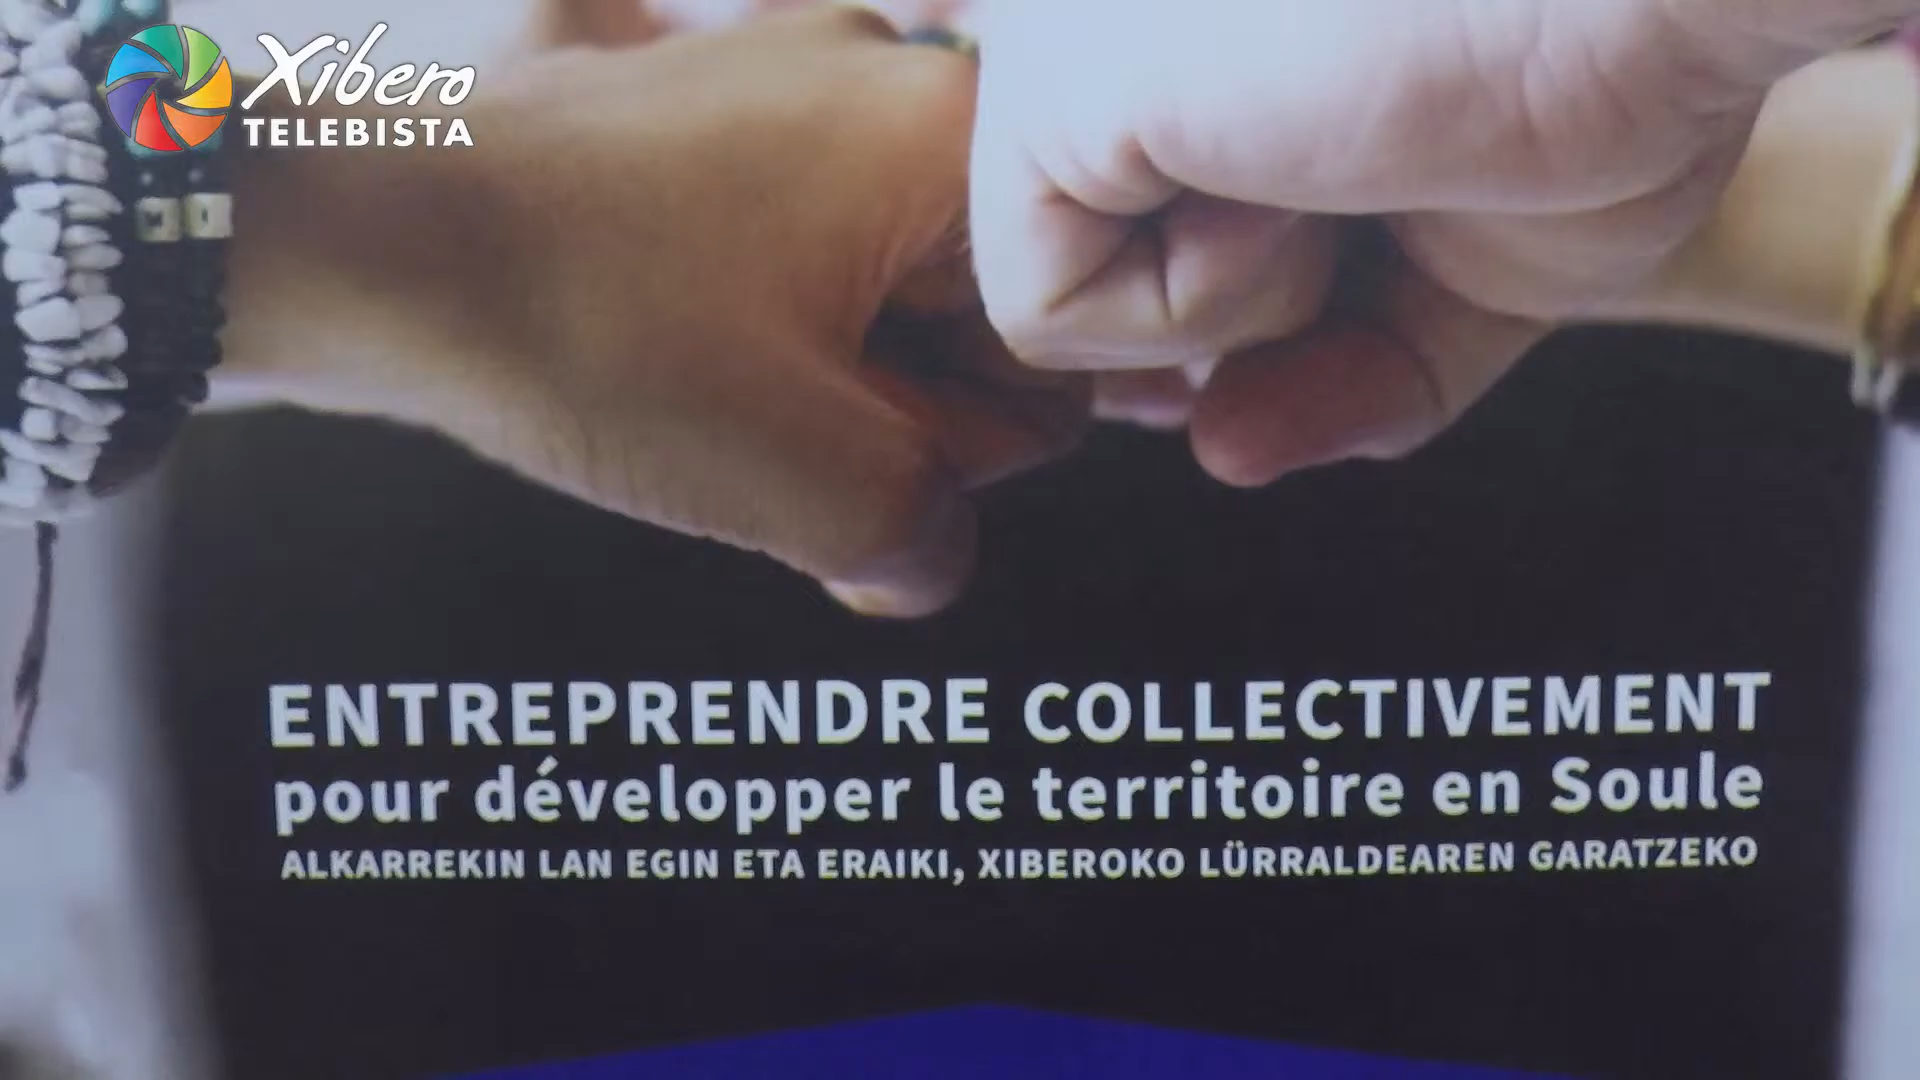 Xibero
TELEBISTA
ENTREPRENDRE COLLECTIVEMENT
pour développer le territoire en Soule
ALKARREKIN LAN EGIN ETA ERAIKI, XIBEROKO LÜRRALDEAREN GARATZEKO